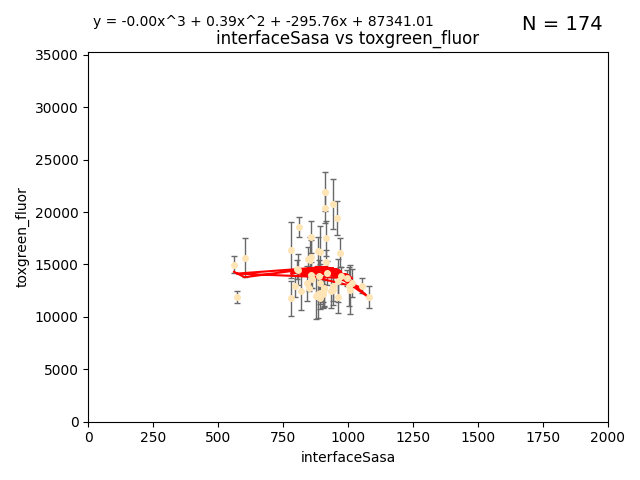 y = -0.00x^3 + 0.39x^2 + -295.76x + 87341.01
N = 174
interfaceSasa vs toxgreen_fluor
35000
30000
25000
20000
15000
10000
5000
0
toxgreen_fluor
0 250 500 750 1000 1250 1500 1750 2000
interfaceSasa